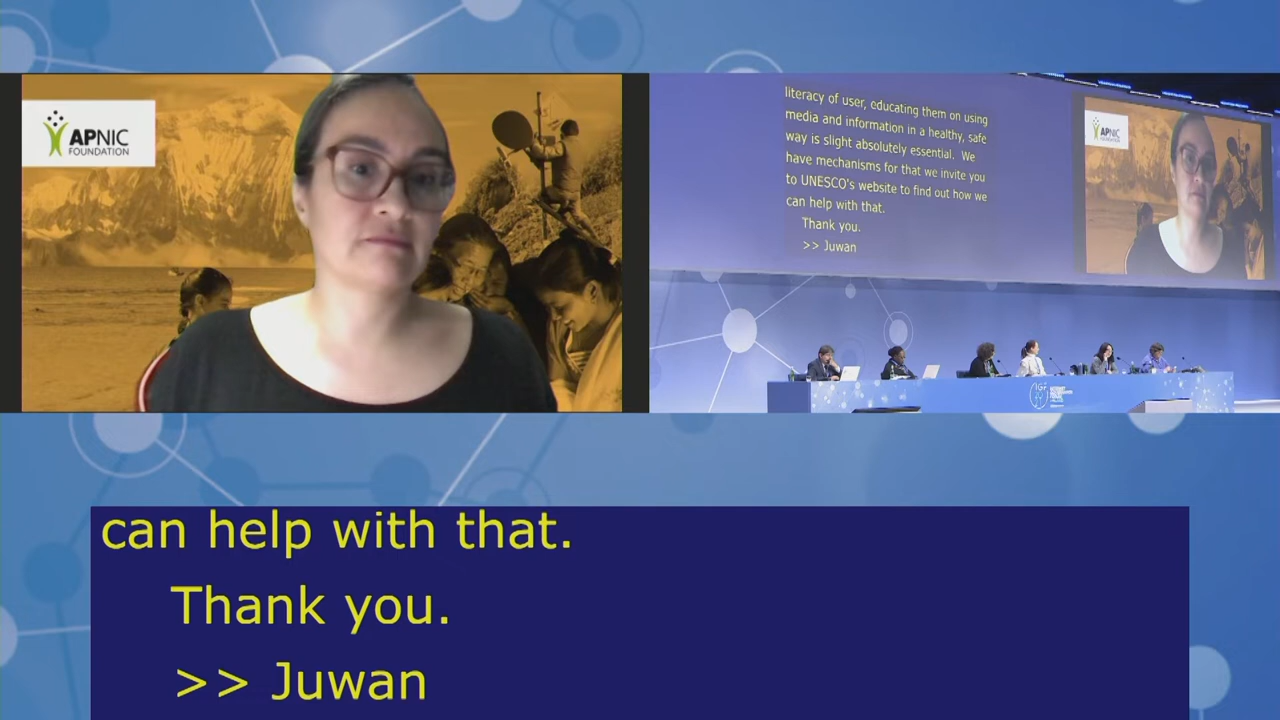 APNIC
FOUNDATION
literacy of user, educating them on using
media and information in a healthy, safe
way is slight absolutely essential. We
have mechanisms for that we invite you
to UNESCO's website to find out how we
can help with that.
Thank you.
>> Juwan
APNIC
FOUNDATION
IGF
can help with that.
Thank you.
>> Juwan